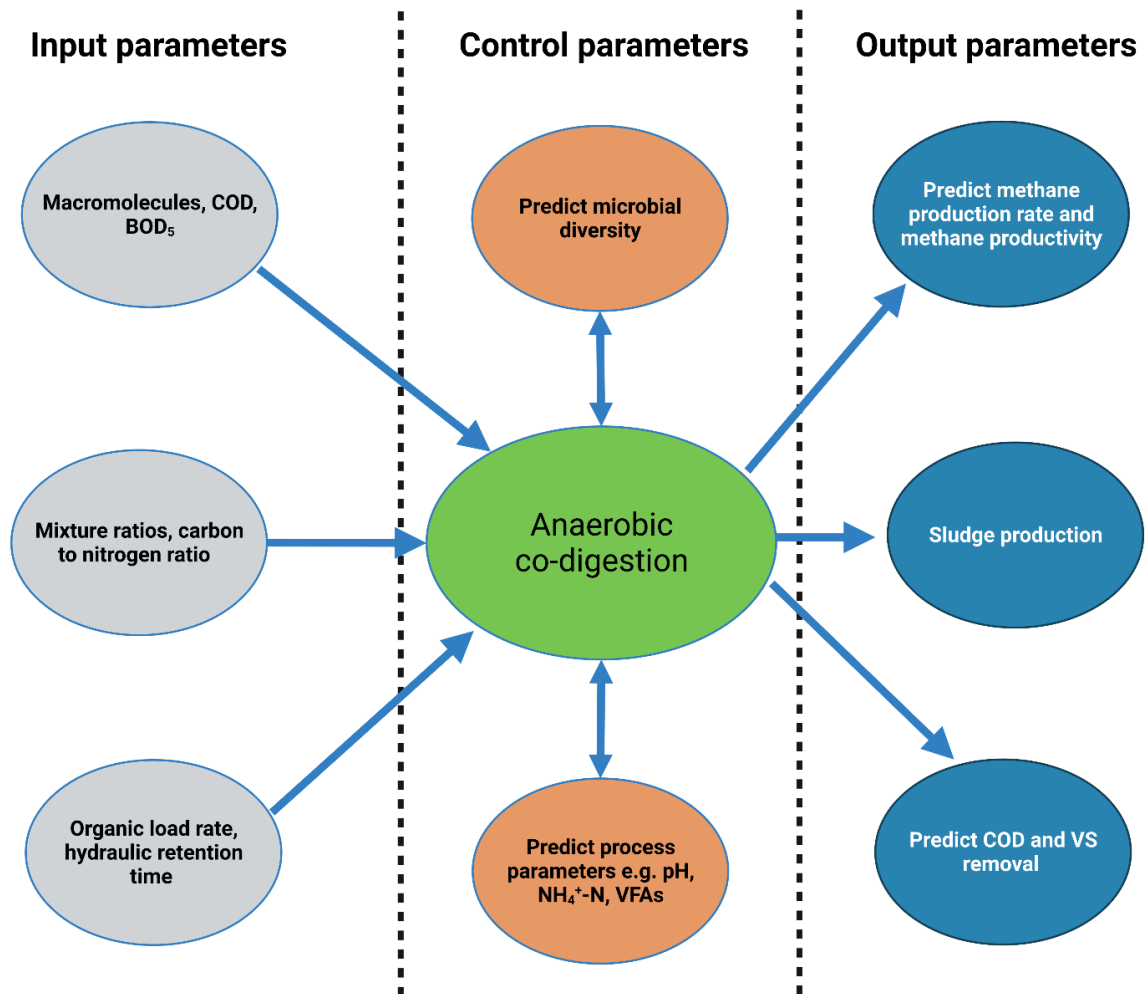 Input parameters
Control parameters
Output parameters
Macromolecules, COD,
BOD₅
Predict microbial
diversity
Predict methane
production rate and
methane productivity
Mixture ratios, carbon
to nitrogen ratio
Anaerobic
co-digestion
Sludge production
Organic load rate,
hydraulic retention
time
Predict process
parameters e.g. pH,
NH₄⁺-N, VFAs
Predict COD and VS
removal